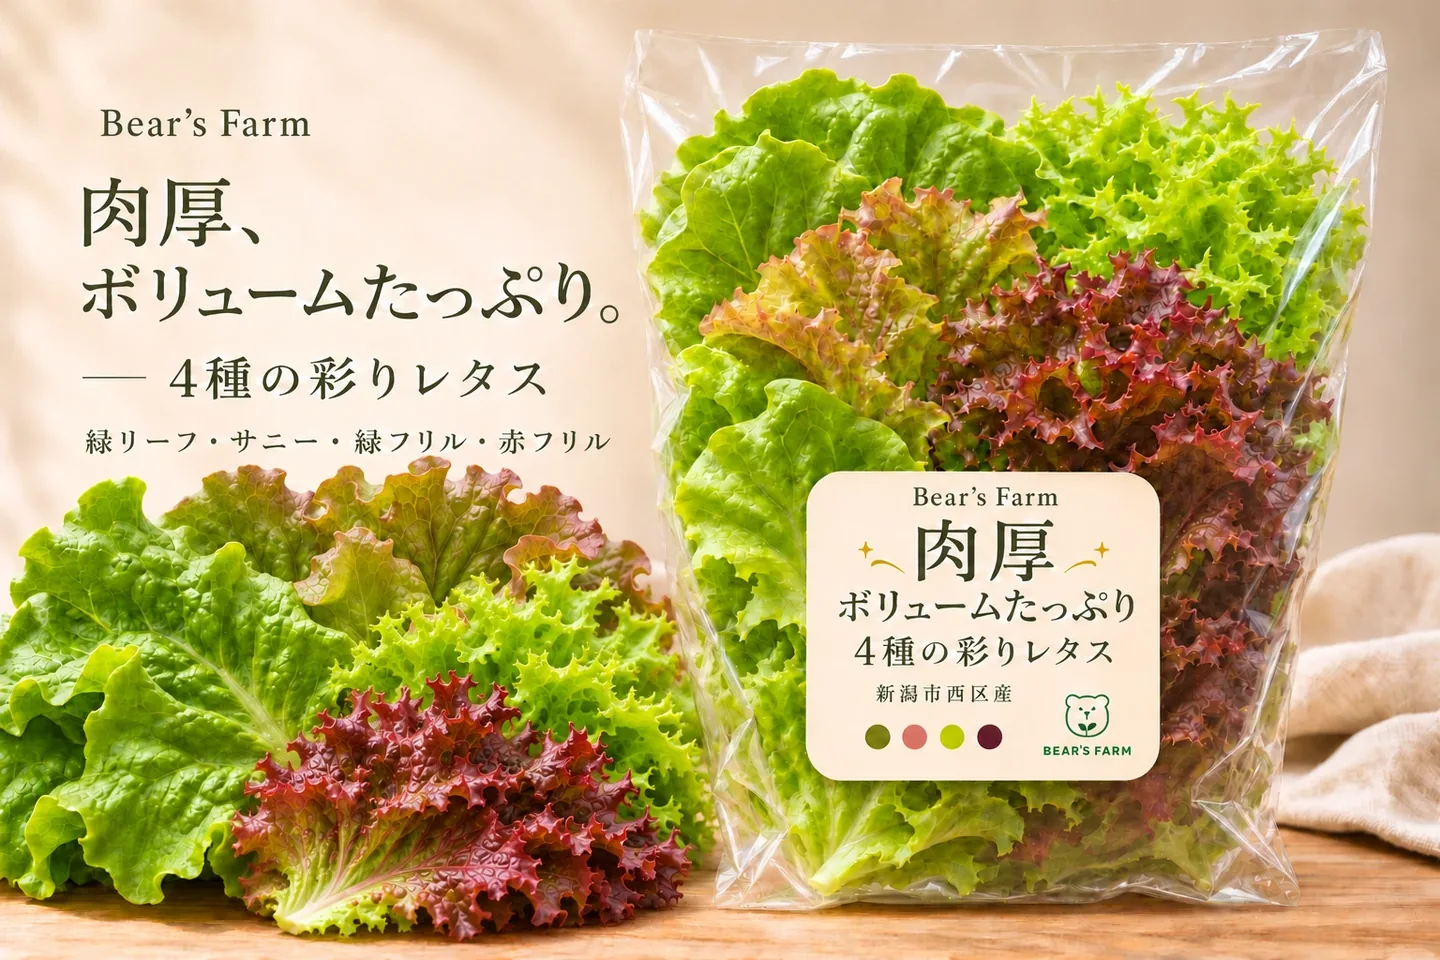 Bear's Farm
肉厚、
ボリュームたっぷり。
― 4種の彩りレタス
緑リーフ・サニー・緑フリル・赤フリル
Bear's Farm
肉厚
ボリュームたっぷり
4種の彩りレタス
新潟市西区産
BEAR'S FARM